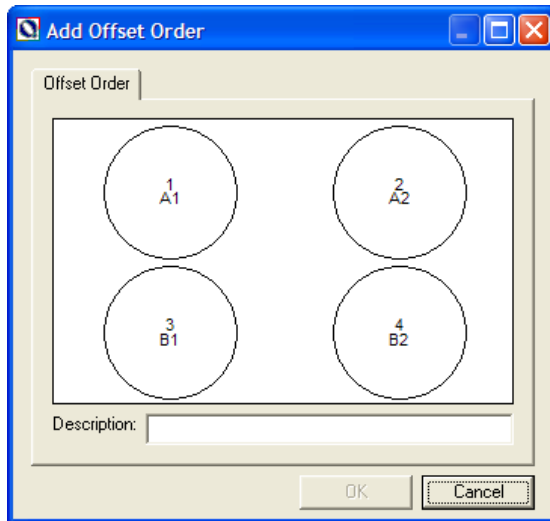 Add Offset Order
Offset Order
1 2
A1 A2
3 4
B1 B2
Description:
OK Cancel